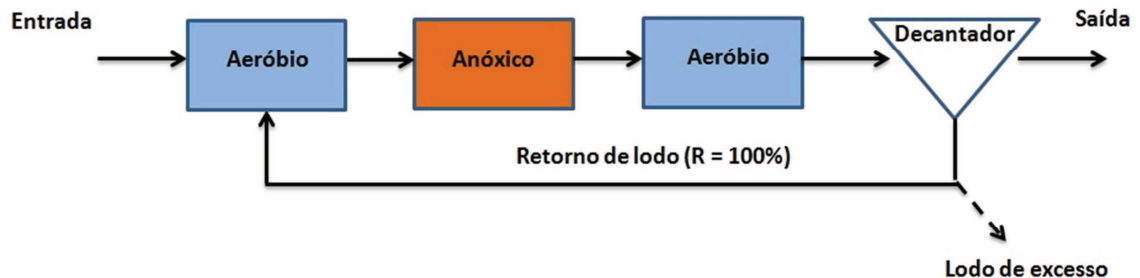 Entrada
Saída
Aeróbio
Anóxico
Aeróbio
Decantador
Retorno de lodo (R = 100%)
Lodo de excesso